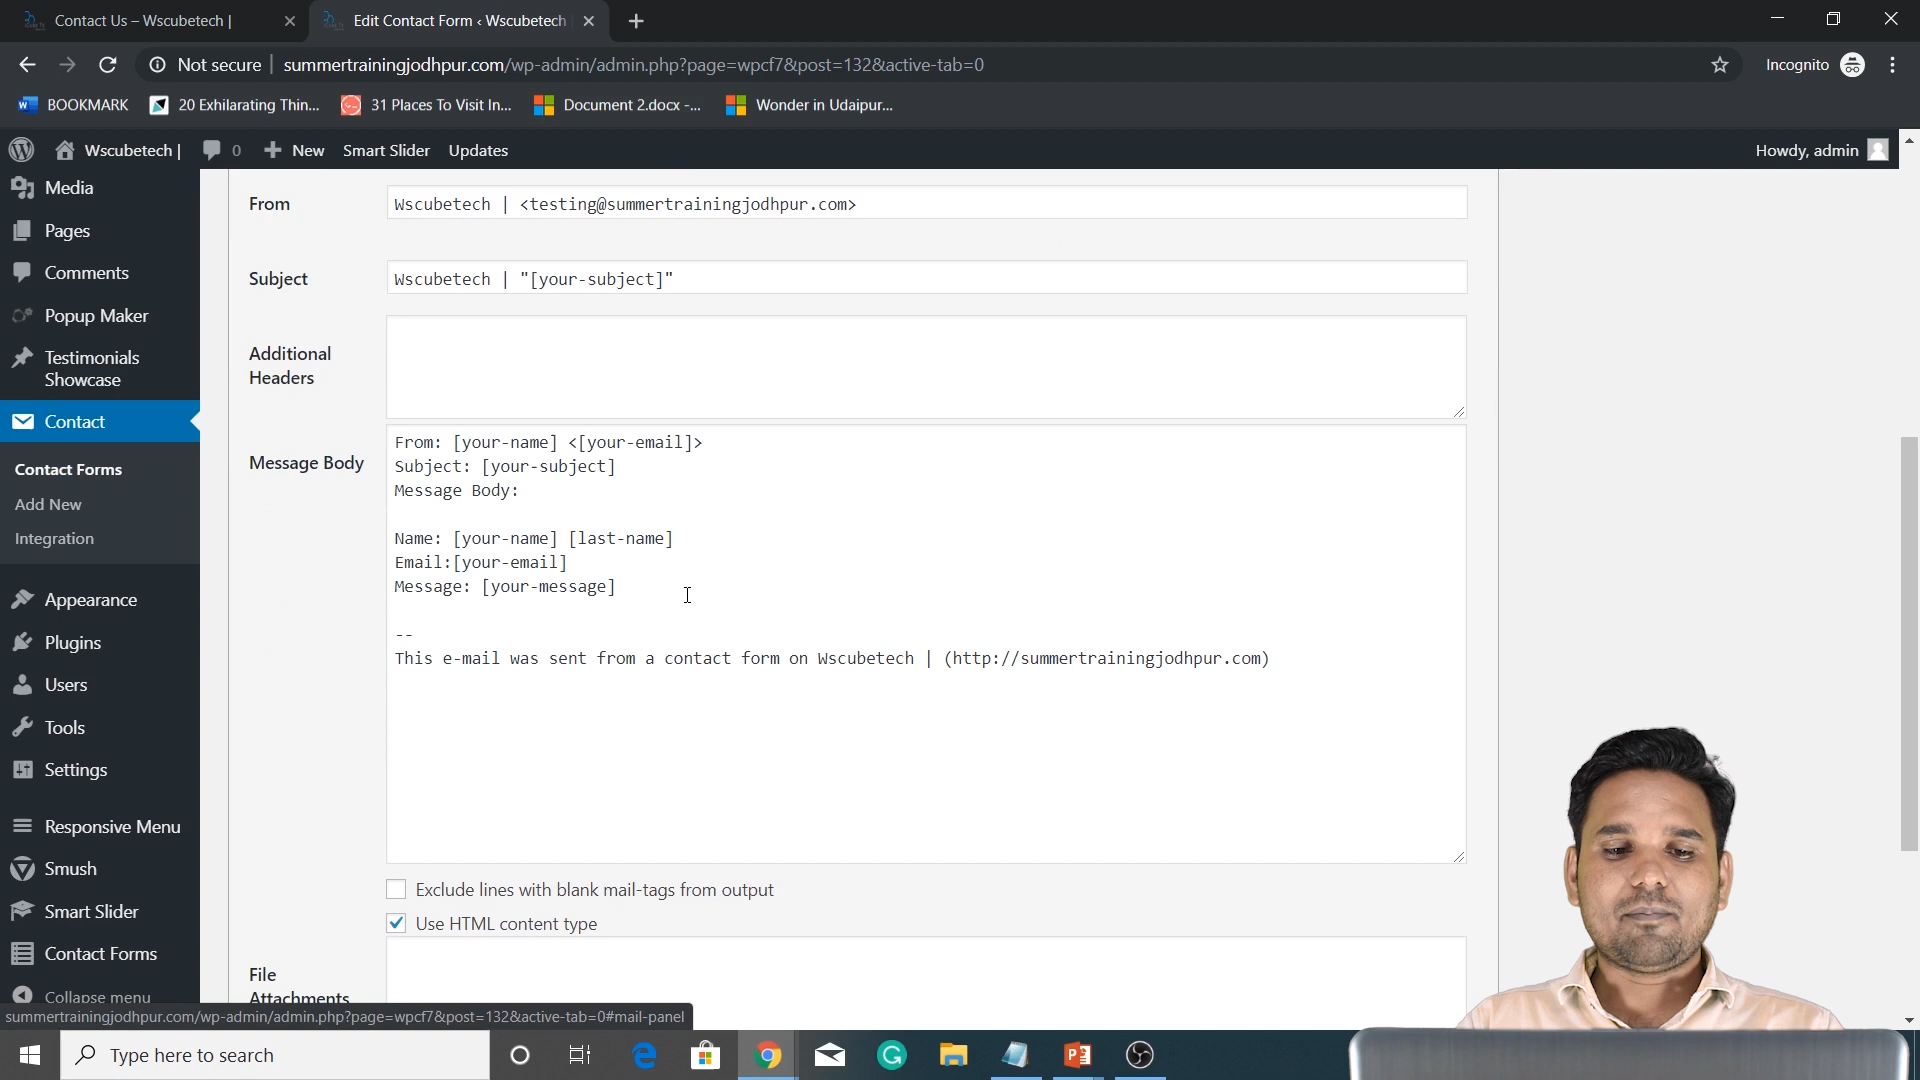 Contact Us – Wscubetech |
Edit Contact Form ‹ Wscubetech
Not secure | summertrainingjodhpur.com/wp-admin/admin.php?page=wpcf7&post=132&active-tab=0
Incognito
BOOKMARK
20 Exhilarating Thin...
31 Places To Visit In...
Document 2.docx -...
Wonder in Udaipur...
Wscubetech |
0
New
Smart Slider
Updates
Howdy, admin
Media
Pages
Comments
Popup Maker
Testimonials
Showcase
Contact
Contact Forms
Add New
Integration
Appearance
Plugins
Users
Tools
Settings
Responsive Menu
Smush
Smart Slider
Contact Forms
Collapse menu
From
Wscubetech | <testing@summertrainingjodhpur.com>
Subject
Wscubetech | "[your-subject]"
Additional
Headers
Message Body
From: [your-name] <[your-email]>
Subject: [your-subject]
Message Body:
Name: [your-name] [last-name]
Email:[your-email]
Message: [your-message]
--
This e-mail was sent from a contact form on Wscubetech | (http://summertrainingjodhpur.com)
Exclude lines with blank mail-tags from output
Use HTML content type
File
Attachments
summertrainingjodhpur.com/wp-admin/admin.php?page=wpcf7&post=132&active-tab=0#mail-panel
Type here to search